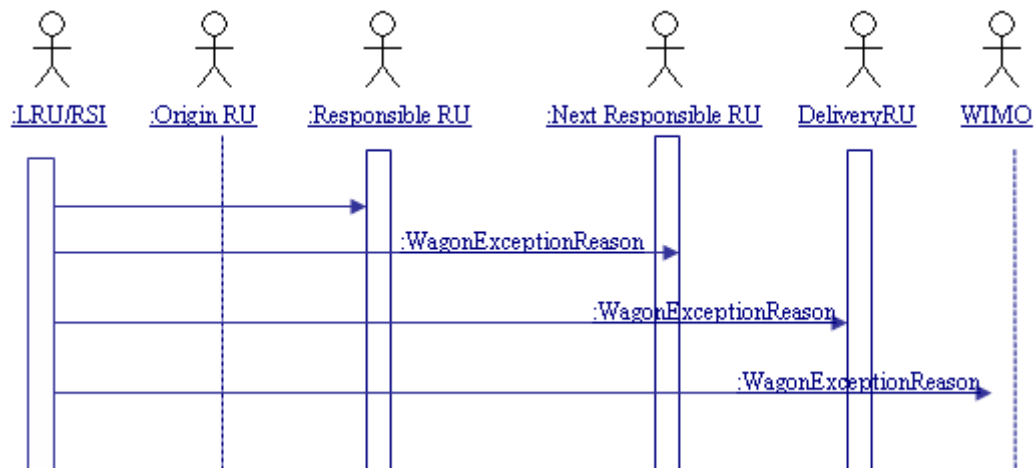 :LRU/RSI :Origin RU :Responsible RU :Next Responsible RU DeliveryRU WIMO
:WagonExceptionReason
:WagonExceptionReason
:WagonExceptionReason